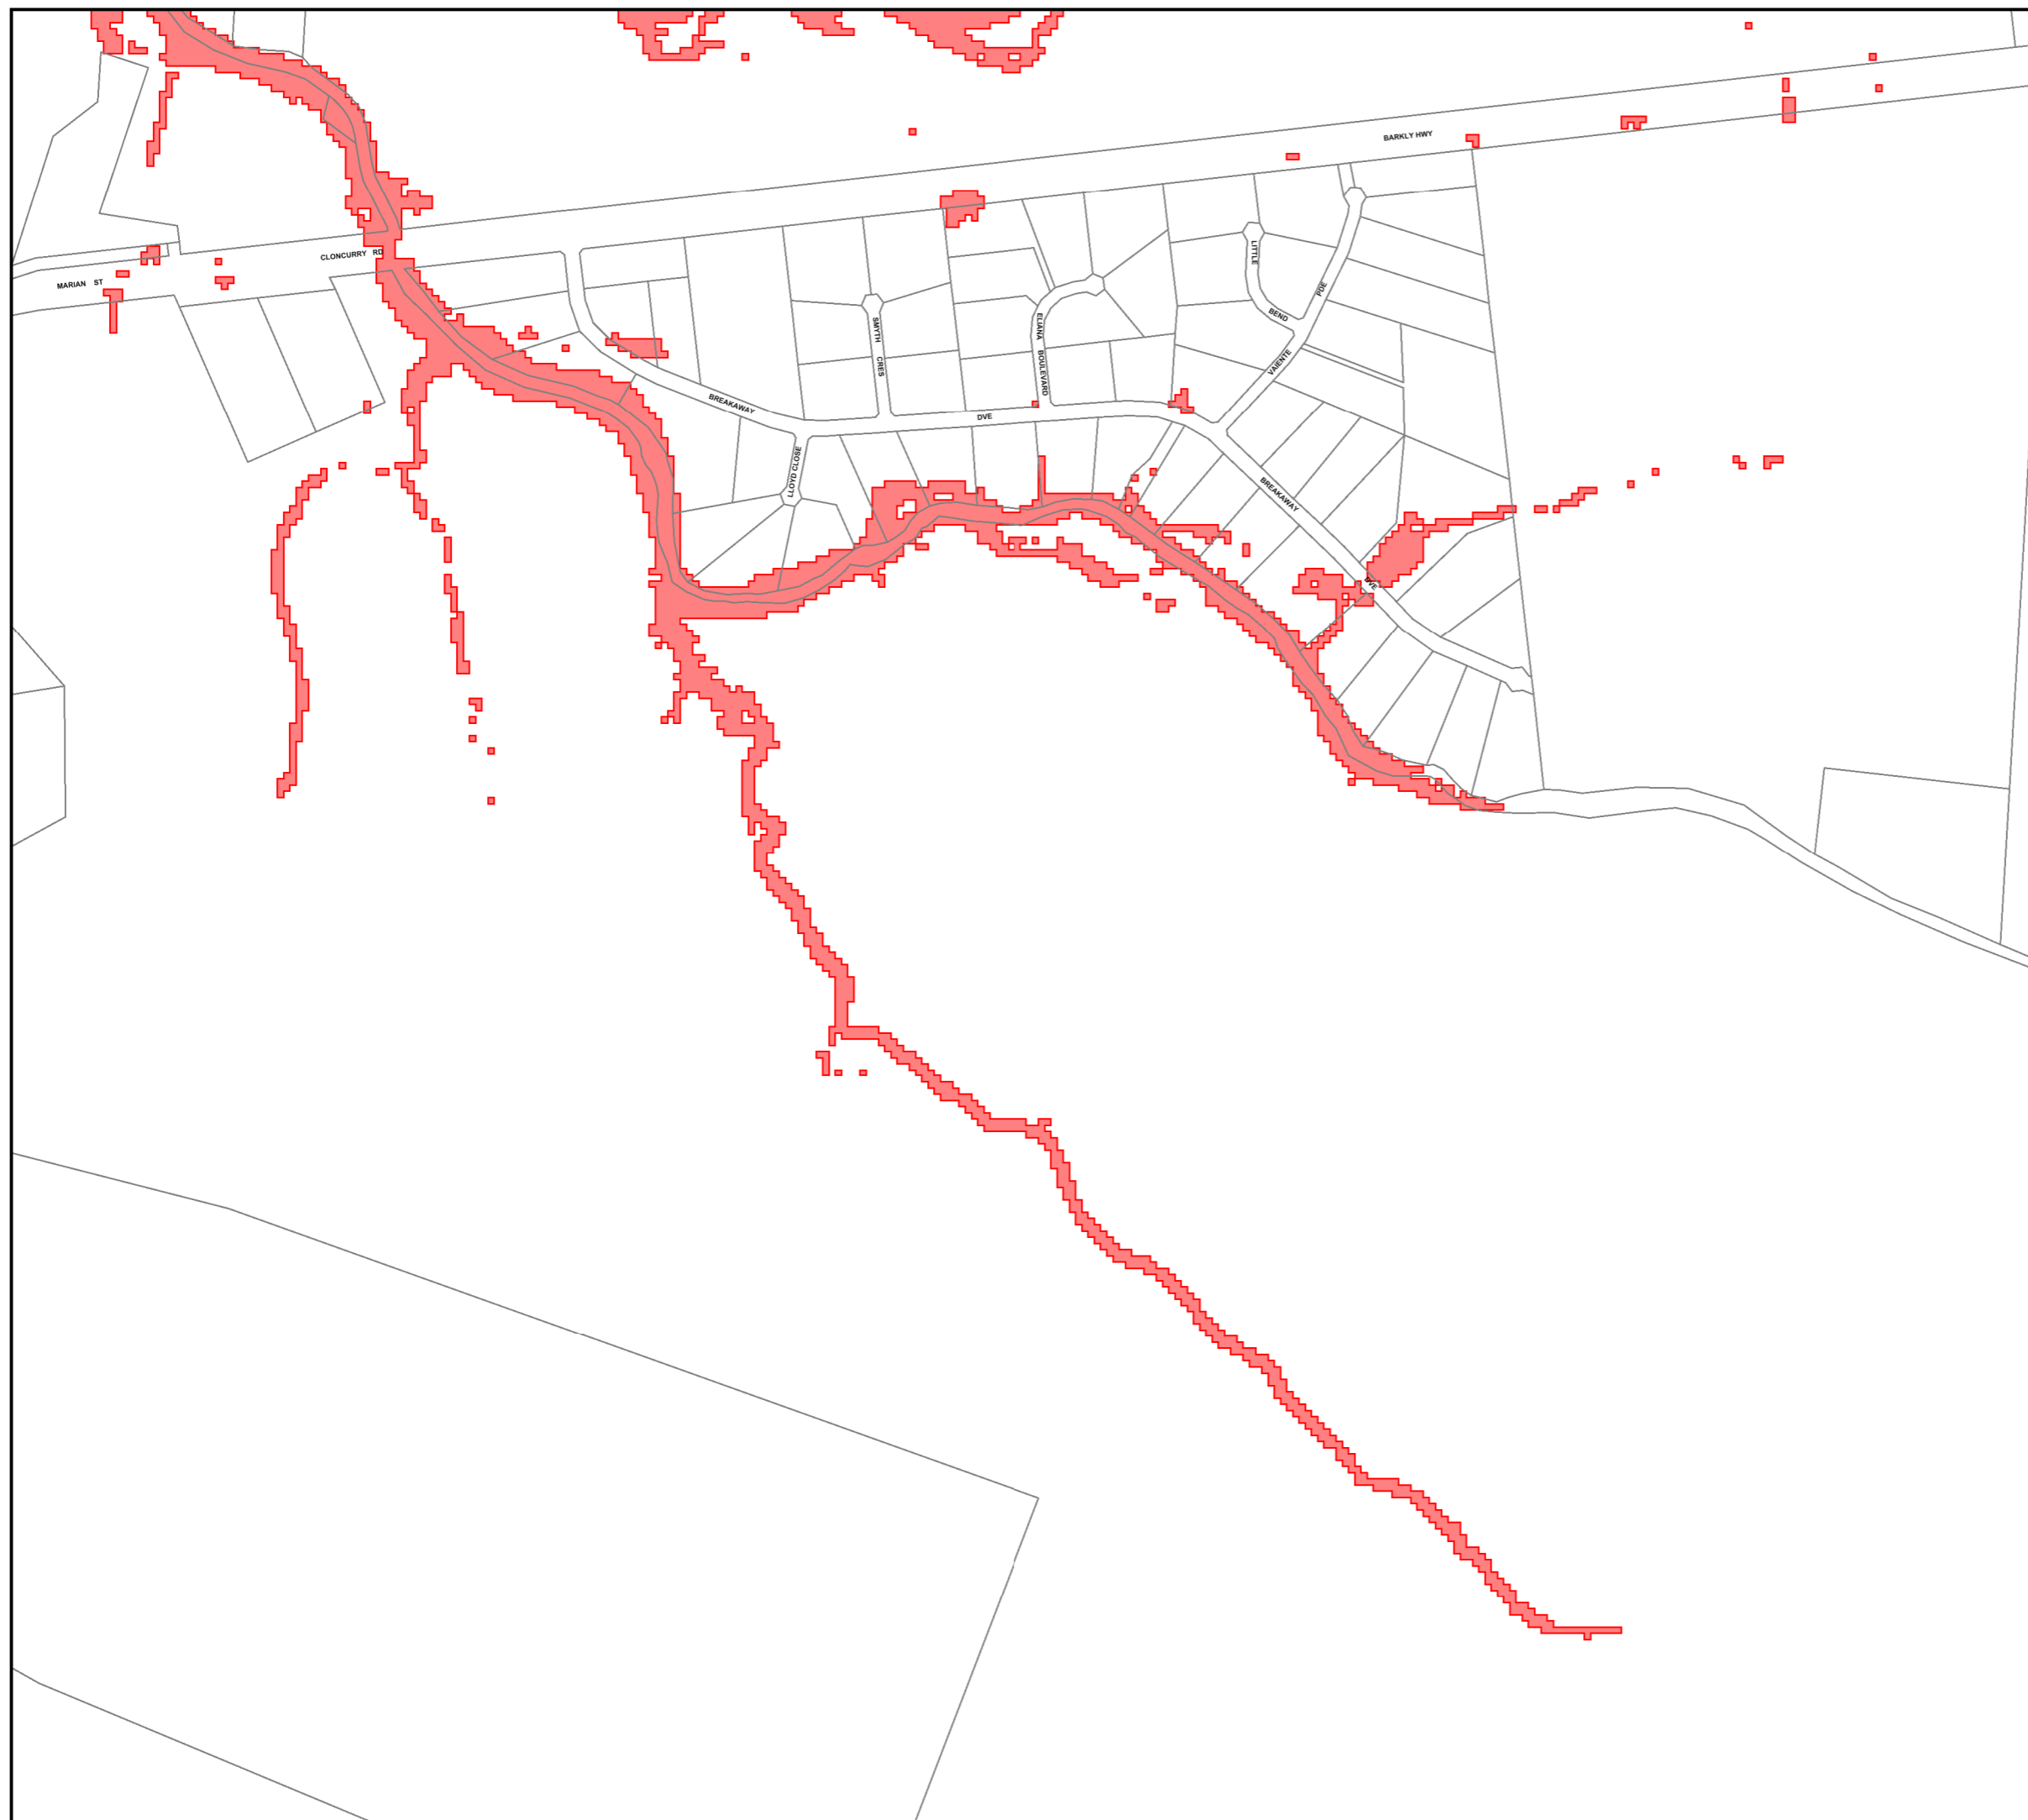 BARKLY HWY
CLONCURRY RD
MARIAN ST
LITTLE
BEND
PDE
VAIENTE
SMYTH
CRES
ELIANA
BOULEVARD
BREAKAWAY
DVE
LLOYD CLOSE
BREAKAWAY
DVE